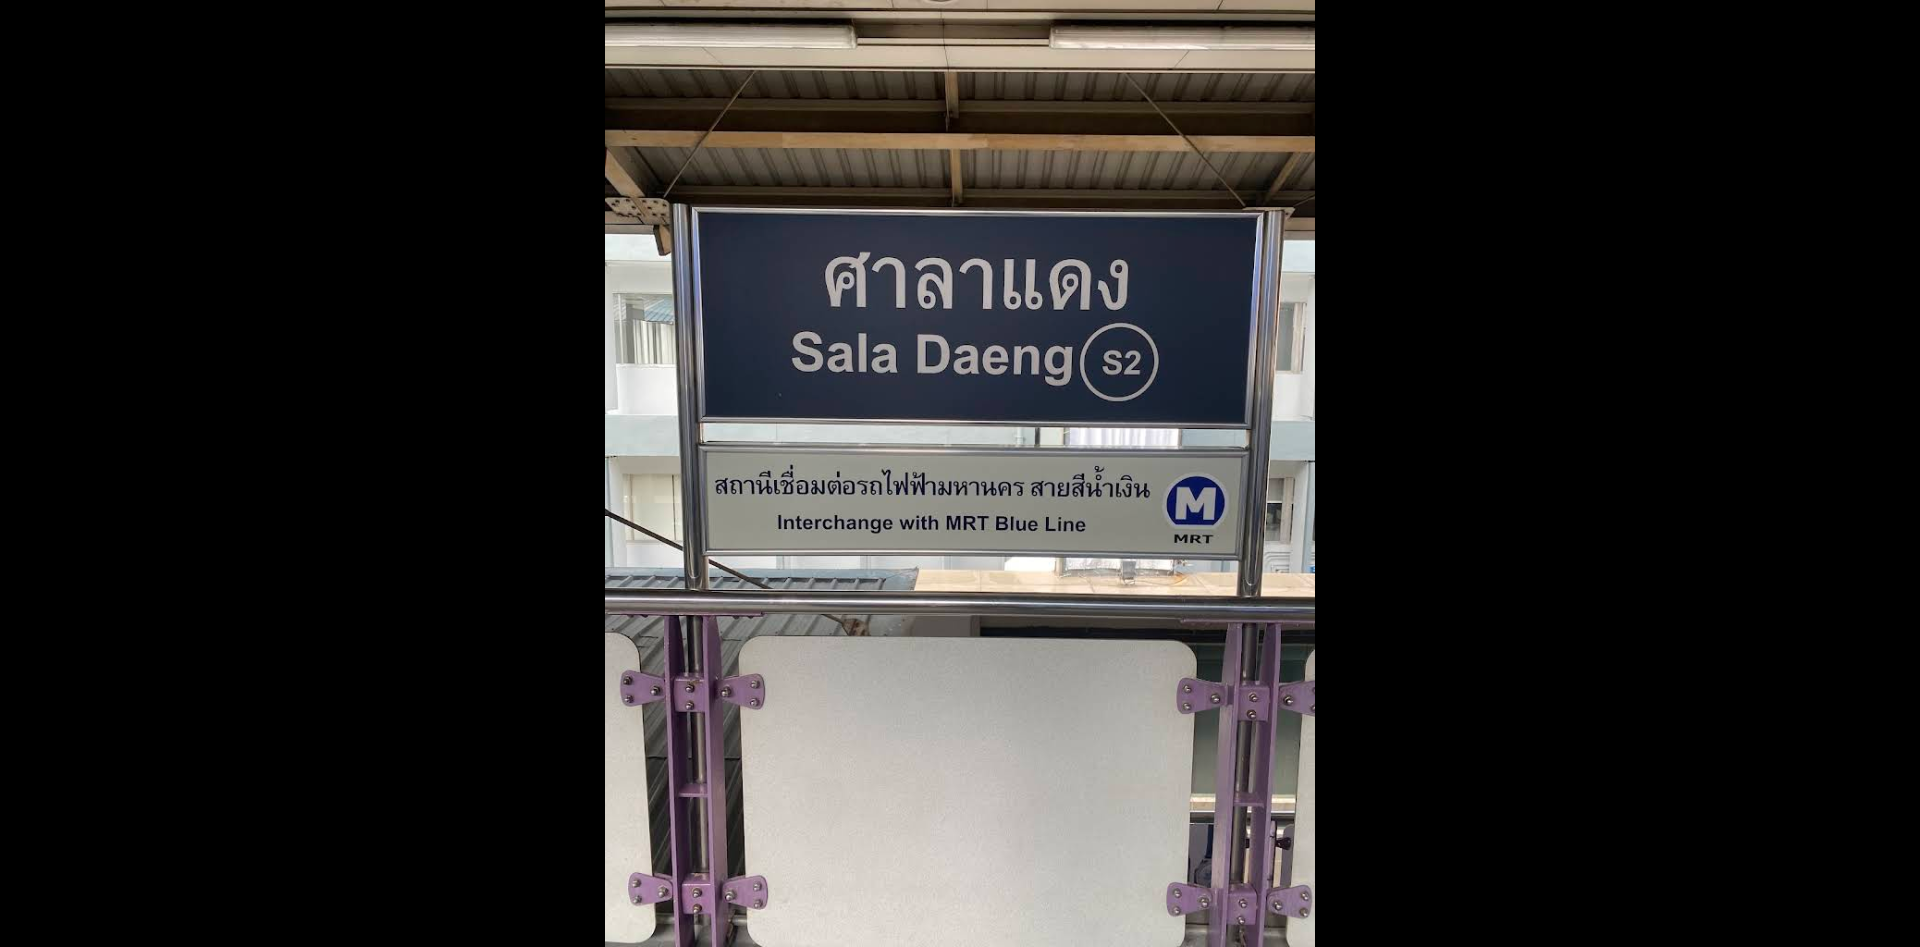 ศาลาแดง
Sala Daeng S2
สถานีเชื่อมต่อรถไฟฟ้ามหานคร สายสีน้ำเงิน
Interchange with MRT Blue Line
M
MRT